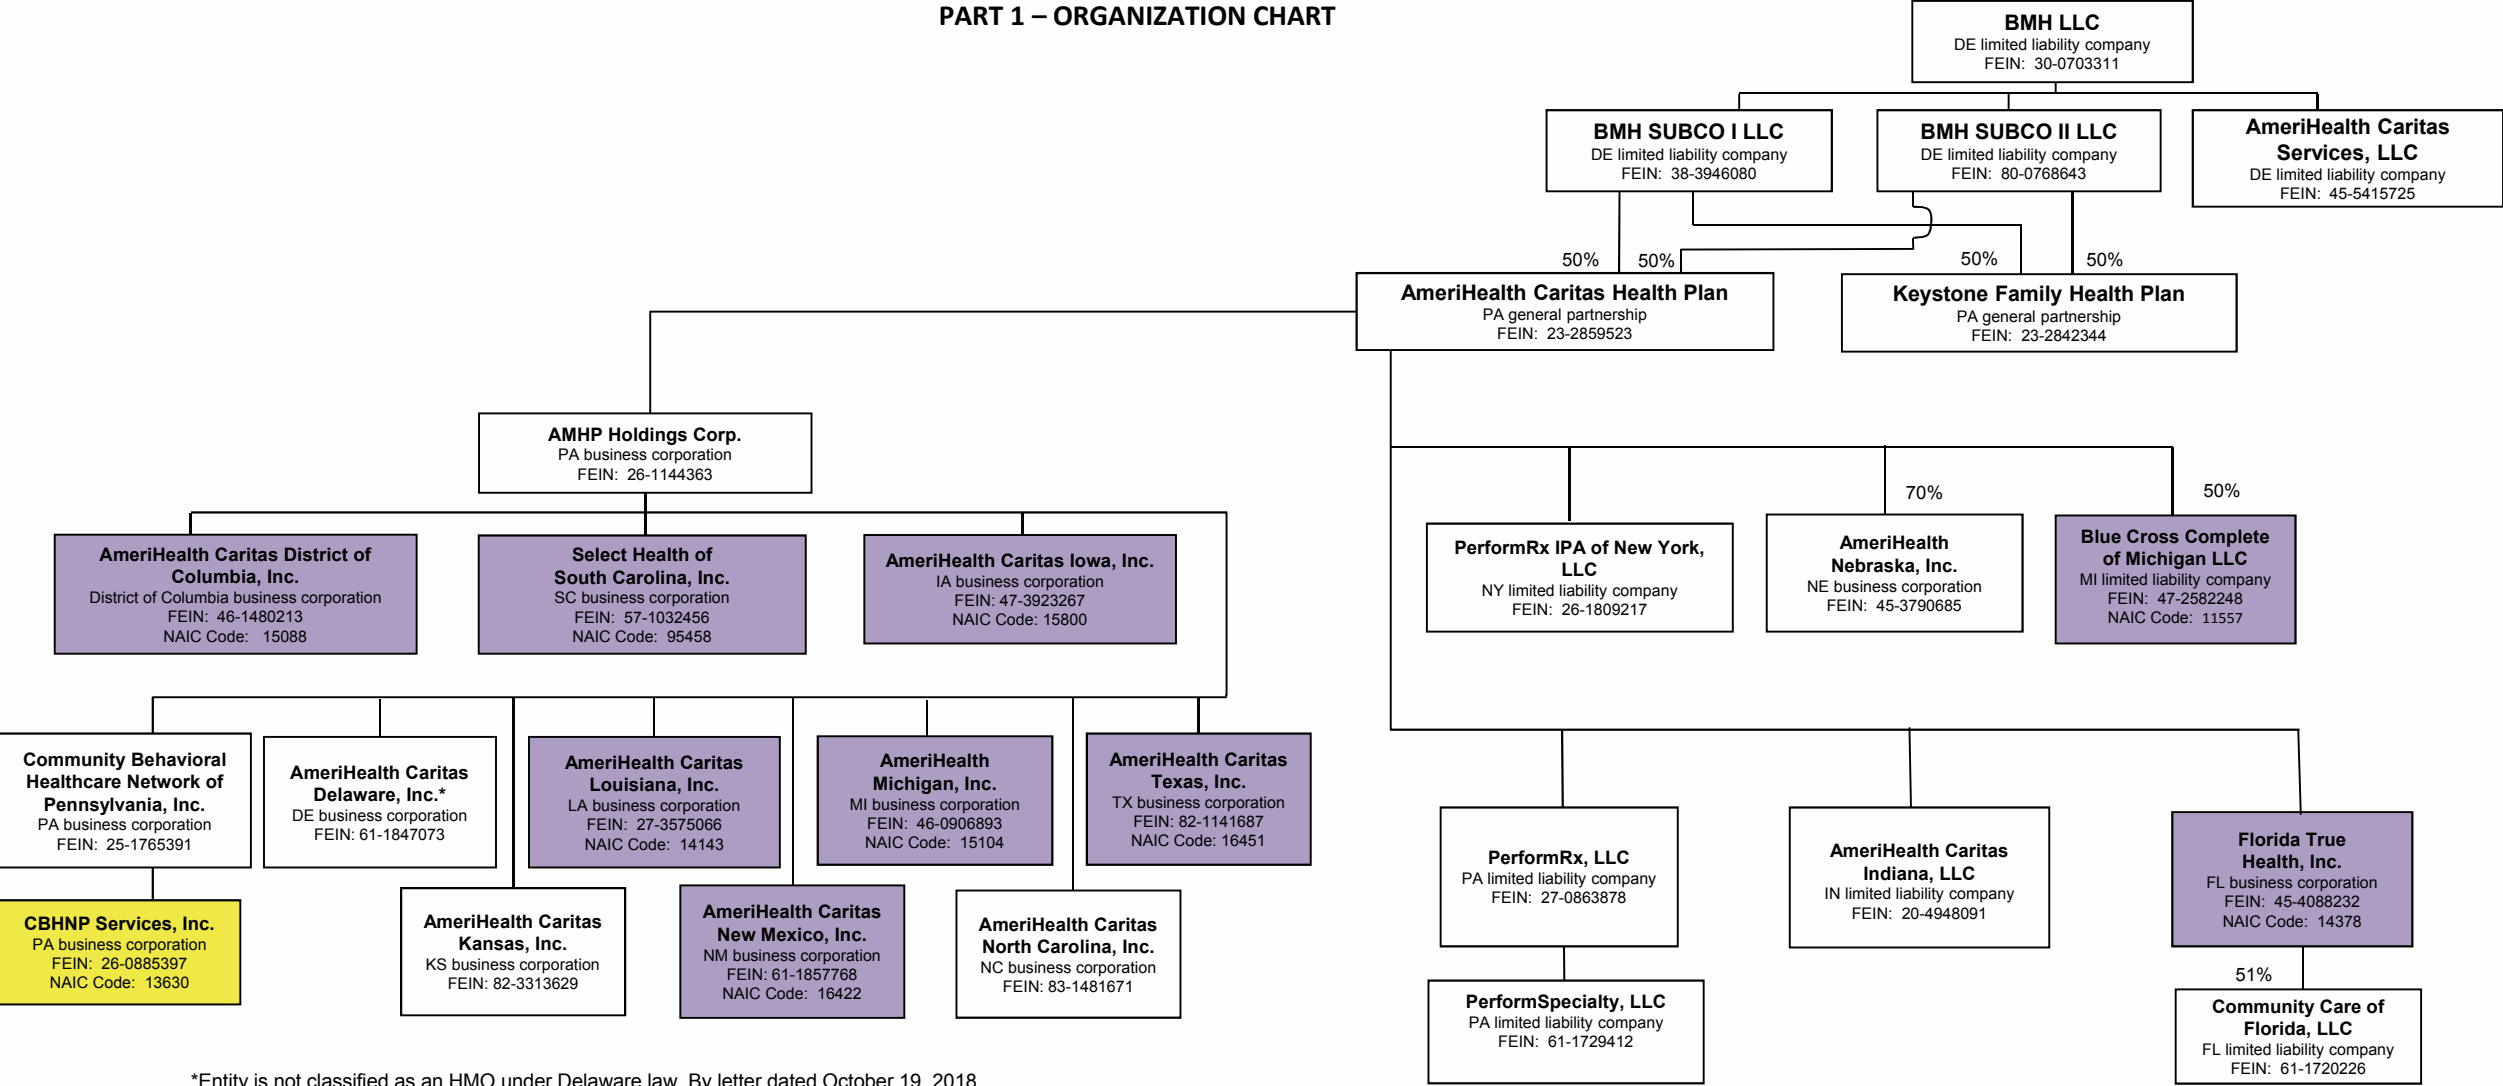 PART 1 – ORGANIZATION CHART
BMH LLC
DE limited liability company
FEIN: 30-0703311
BMH SUBCO I LLC
DE limited liability company
FEIN: 38-3946080
BMH SUBCO II LLC
DE limited liability company
FEIN: 80-0768643
AmeriHealth Caritas
Services, LLC
DE limited liability company
FEIN: 45-5415725
50%
50%
50%
50%
AmeriHealth Caritas Health Plan
PA general partnership
FEIN: 23-2859523
Keystone Family Health Plan
PA general partnership
FEIN: 23-2842344
AMHP Holdings Corp.
PA business corporation
FEIN: 26-1144363
70%
50%
AmeriHealth Caritas District of
Columbia, Inc.
District of Columbia business corporation
FEIN: 46-1480213
NAIC Code: 15088
Select Health of
South Carolina, Inc.
SC business corporation
FEIN: 57-1032456
NAIC Code: 95458
AmeriHealth Caritas Iowa, Inc.
IA business corporation
FEIN: 47-3923267
NAIC Code: 15800
PerformRx IPA of New York,
LLC
NY limited liability company
FEIN: 26-1809217
AmeriHealth
Nebraska, Inc.
NE business corporation
FEIN: 45-3790685
Blue Cross Complete
of Michigan LLC
MI limited liability company
FEIN: 47-2582248
NAIC Code: 11557
Community Behavioral
Healthcare Network of
Pennsylvania, Inc.
PA business corporation
FEIN: 25-1765391
AmeriHealth Caritas
Delaware, Inc.*
DE business corporation
FEIN: 61-1847073
AmeriHealth Caritas
Louisiana, Inc.
LA business corporation
FEIN: 27-3575066
NAIC Code: 14143
AmeriHealth
Michigan, Inc.
MI business corporation
FEIN: 46-0906893
NAIC Code: 15104
AmeriHealth Caritas
Texas, Inc.
TX business corporation
FEIN: 82-1141687
NAIC Code: 16451
PerformRx, LLC
PA limited liability company
FEIN: 27-0863878
AmeriHealth Caritas
Indiana, LLC
IN limited liability company
FEIN: 20-4948091
Florida True
Health, Inc.
FL business corporation
FEIN: 45-4088232
NAIC Code: 14378
CBHNP Services, Inc.
PA business corporation
FEIN: 26-0885397
NAIC Code: 13630
AmeriHealth Caritas
Kansas, Inc.
KS business corporation
FEIN: 82-3313629
AmeriHealth Caritas
New Mexico, Inc.
NM business corporation
FEIN: 61-1857768
NAIC Code: 16422
AmeriHealth Caritas
North Carolina, Inc.
NC business corporation
FEIN: 83-1481671
51%
PerformSpecialty, LLC
PA limited liability company
FEIN: 61-1729412
Community Care of
Florida, LLC
FL limited liability company
FEIN: 61-1720226
*Entity is not classified as an HMO under Delaware law. By letter dated October 19, 2018